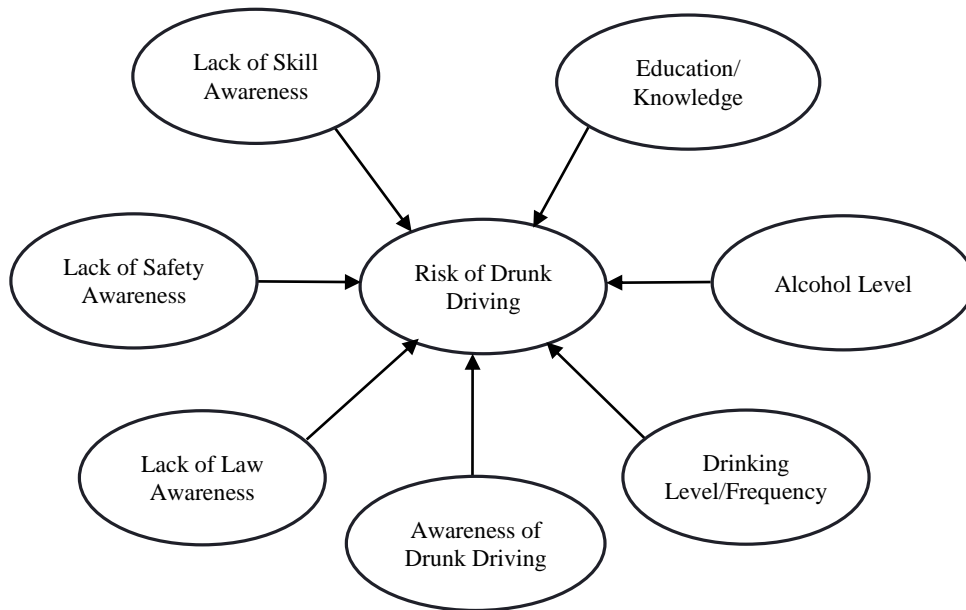 Lack of Skill
Awareness
Education/
Knowledge
Lack of Safety
Awareness
Risk of Drunk
Driving
Alcohol Level
Lack of Law
Awareness
Awareness of
Drunk Driving
Drinking
Level/Frequency